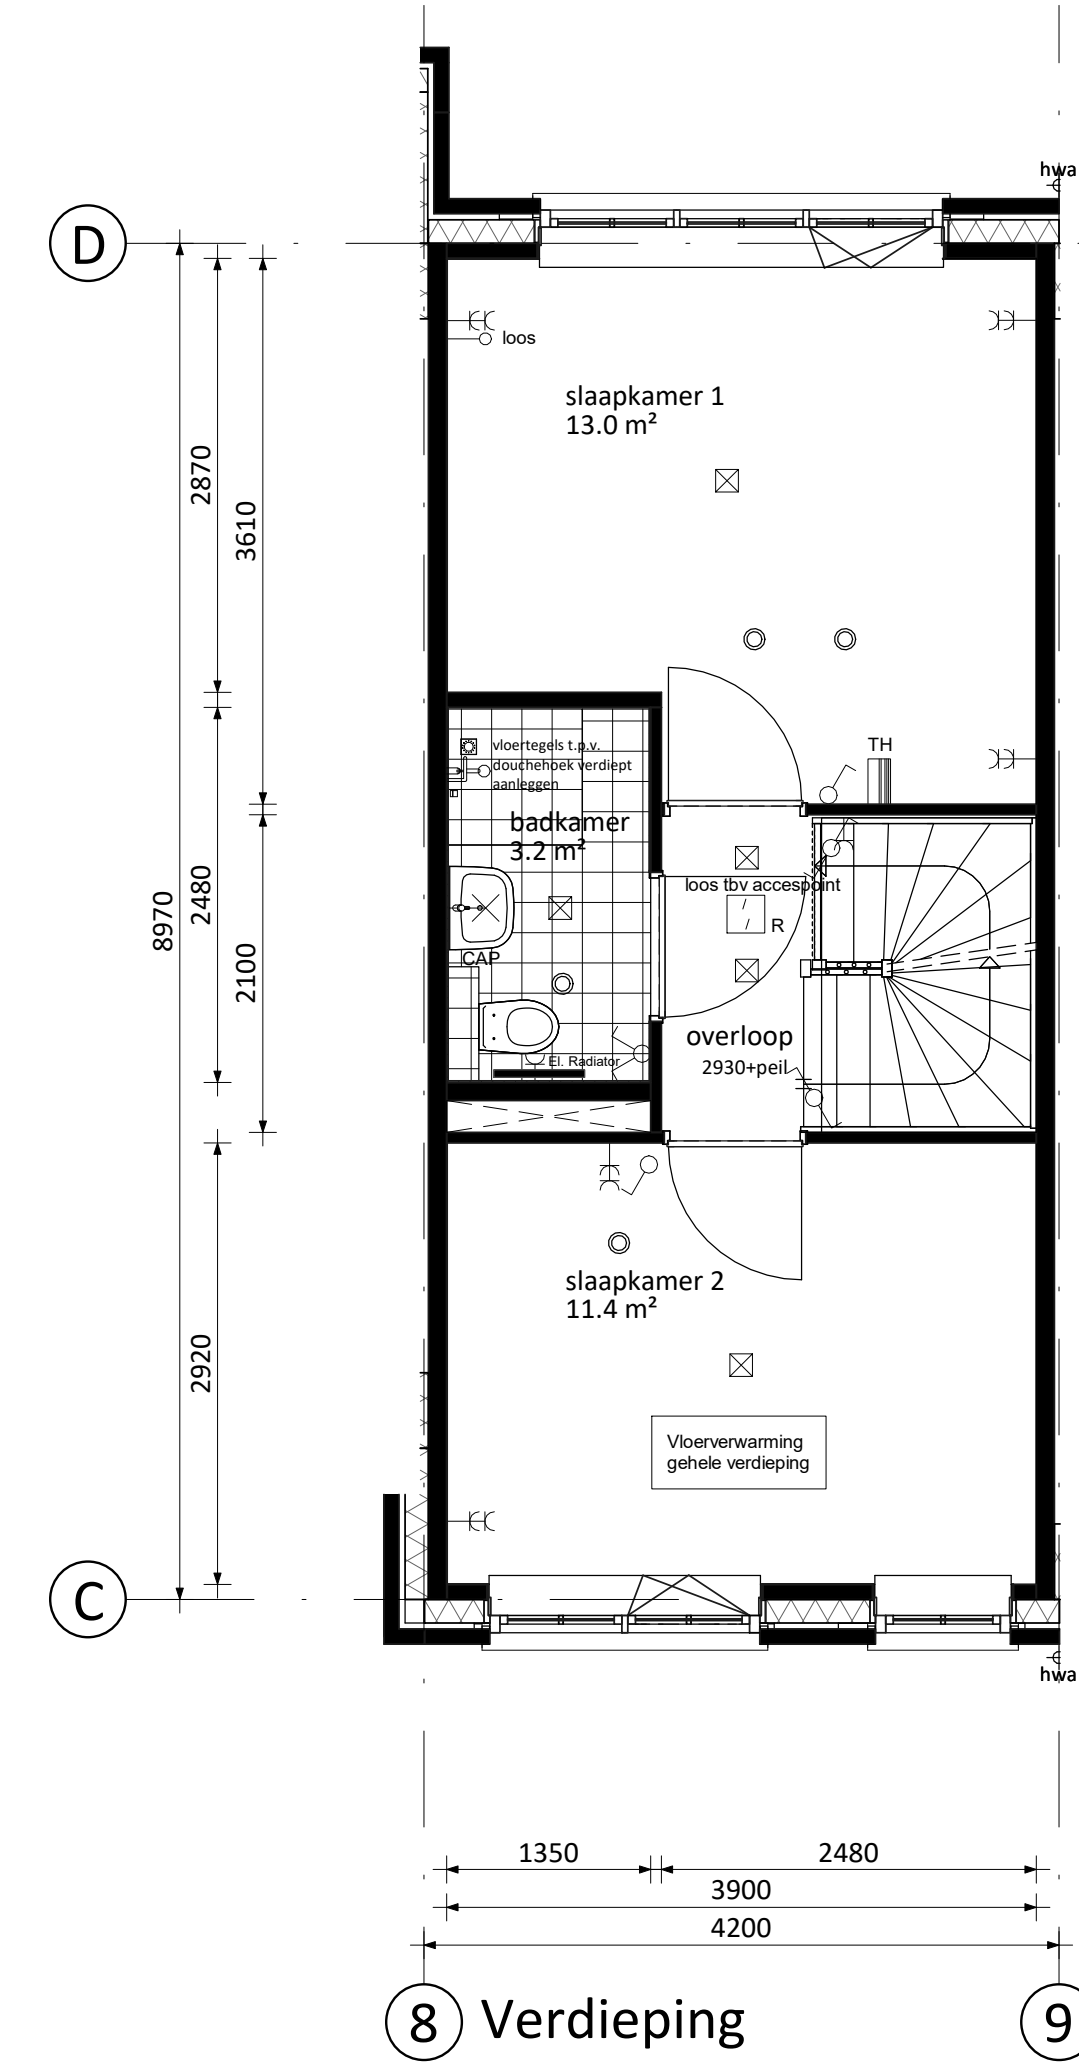 hwa
D
loos
slaapkamer 1
13.0 m²
2870
3610
TH
vloertegels t.p.v.
douchehoek verdiept
aanleggen
badkamer
3.2 m²
loos tbv accespoint
R
8970
2480
2100
CAP
overloop
2930+peil
El. Radiator
slaapkamer 2
11.4 m²
2920
Vloerverwarming
gehele verdieping
C
hwa
1350
2480
3900
4200
8
Verdieping
9